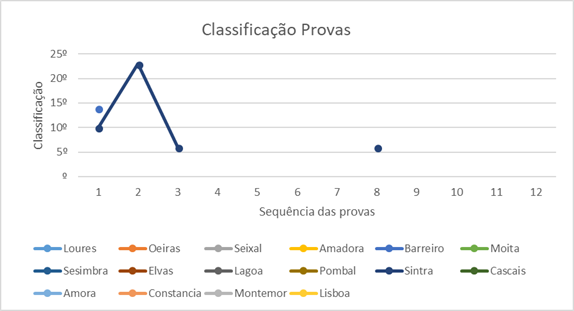 Classificação Provas
Classificação
25º
20º
15º
10º
5º
º
1 2 3 4 5 6 7 8 9 10 11 12
Sequência das provas
Loures Oeiras Seixal Amadora Barreiro Moita
Sesimbra Elvas Lagoa Pombal Sintra Cascais
Amora Constancia Montemor Lisboa